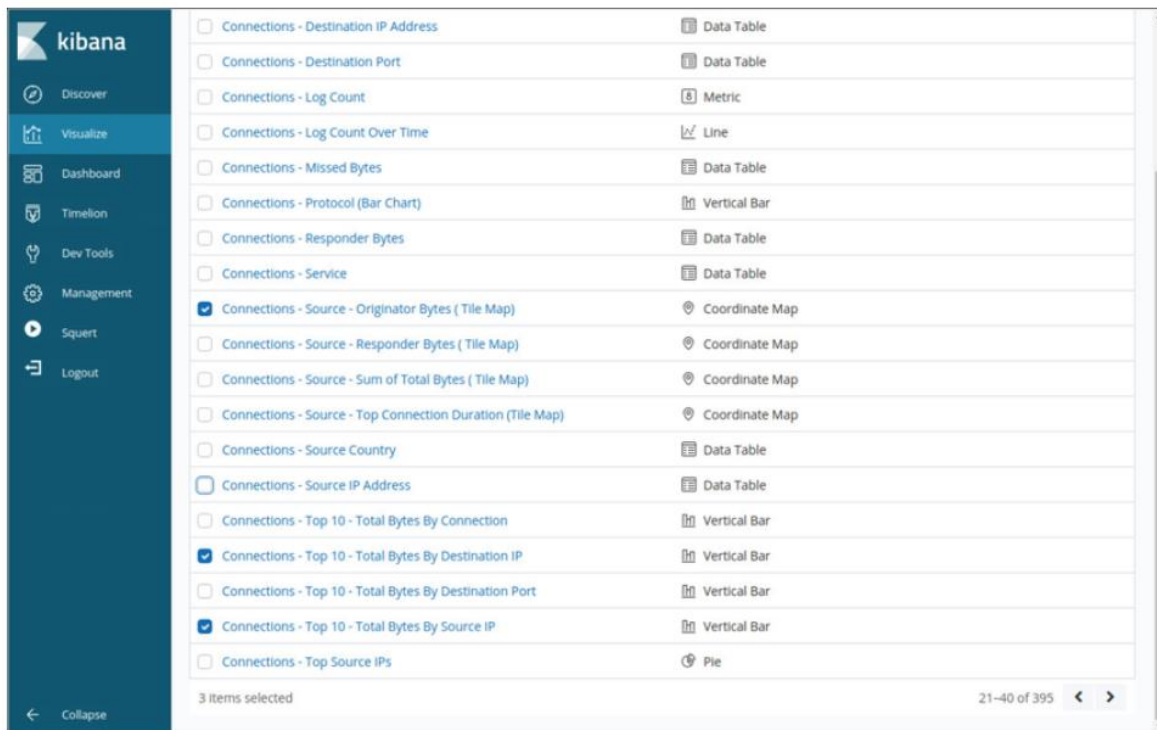 kibana
Discover
Visualize
Dashboard
Timelion
Dev Tools
Management
Squert
Logout
Collapse
Connections - Destination IP Address Data Table
Connections - Destination Port Data Table
Connections - Log Count 8 Metric
Connections - Log Count Over Time Line
Connections - Missed Bytes Data Table
Connections - Protocol (Bar Chart) Vertical Bar
Connections - Responder Bytes Data Table
Connections - Service Data Table
Connections - Source - Originator Bytes ( Tile Map) Coordinate Map
Connections - Source - Responder Bytes ( Tile Map) Coordinate Map
Connections - Source - Sum of Total Bytes ( Tile Map) Coordinate Map
Connections - Source - Top Connection Duration (Tile Map) Coordinate Map
Connections - Source Country Data Table
Connections - Source IP Address Data Table
Connections - Top 10 - Total Bytes By Connection Vertical Bar
Connections - Top 10 - Total Bytes By Destination IP Vertical Bar
Connections - Top 10 - Total Bytes By Destination Port Vertical Bar
Connections - Top 10 - Total Bytes By Source IP Vertical Bar
Connections - Top Source IPs Pie
3 items selected 21–40 of 395